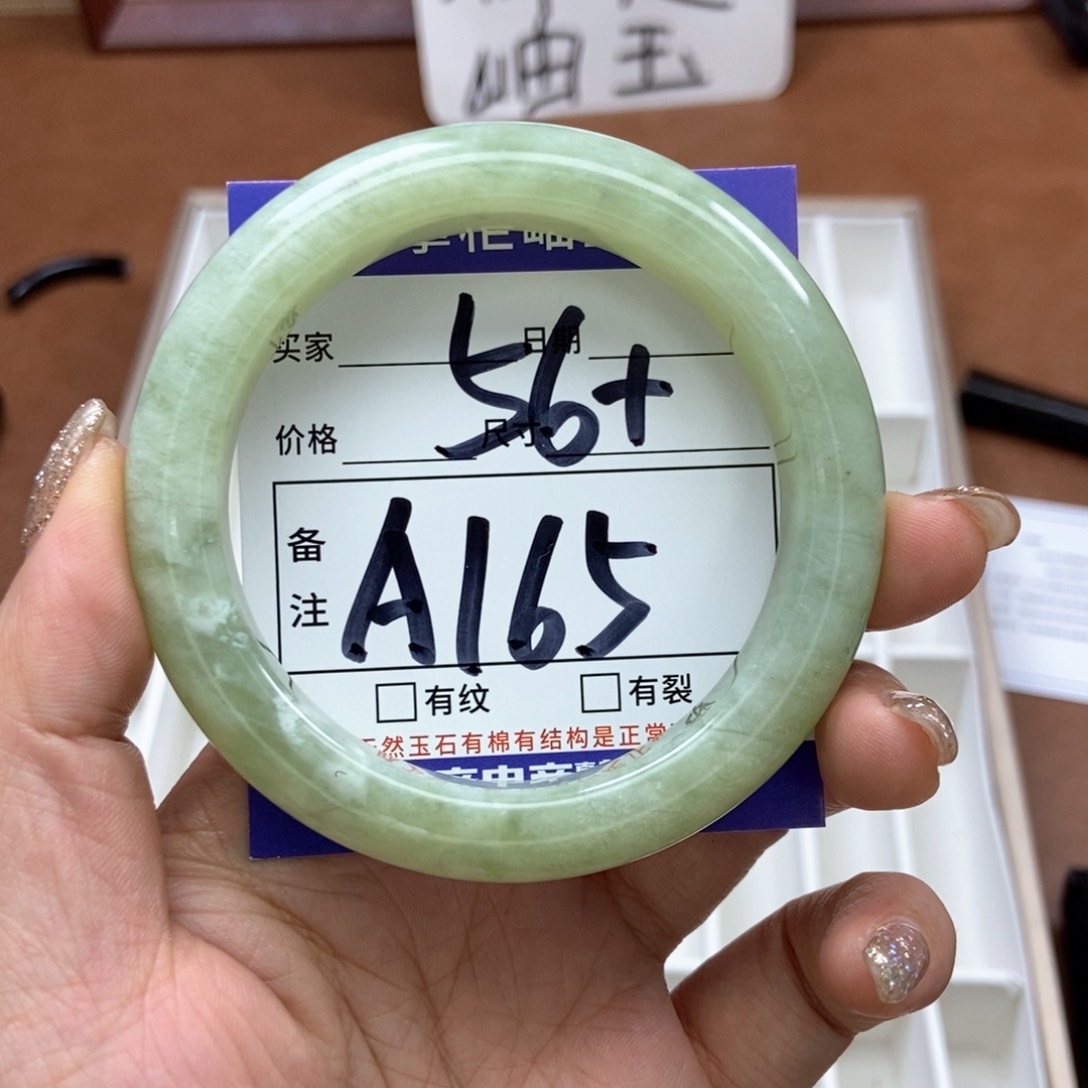 岫玉
买家 日期
56+
价格 尺寸
备注
A165
有纹 有裂
然玉石有棉有结构是正常